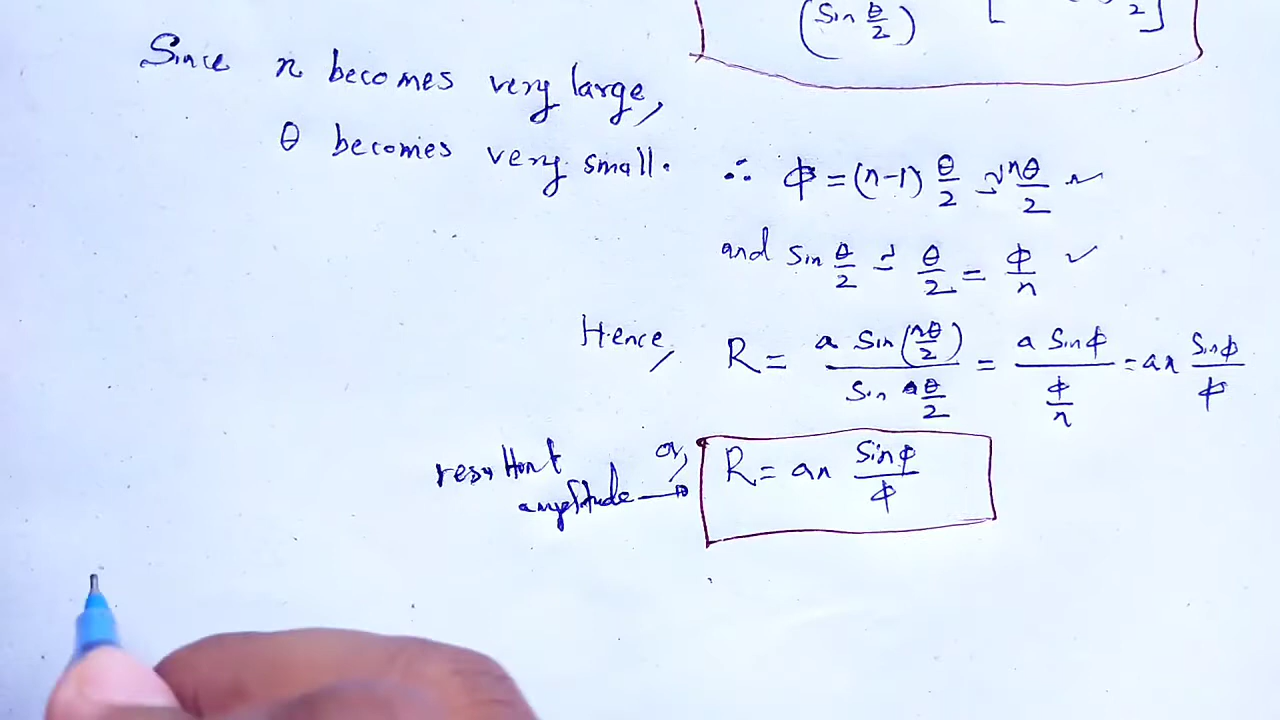 (Sin θ/2) [ 2]
Since n becomes very large,
θ becomes very small. ∴ ϕ = (n-1) θ/2 ≃ nθ/2 ✓
and Sin θ/2 ≃ θ/2 = ϕ/n ✓
Hence, R = a Sin(nθ/2) / Sin θ/2 = a Sinϕ / (ϕ/n) = an Sinϕ/ϕ
resultant amplitude → or, R = an Sinϕ/ϕ